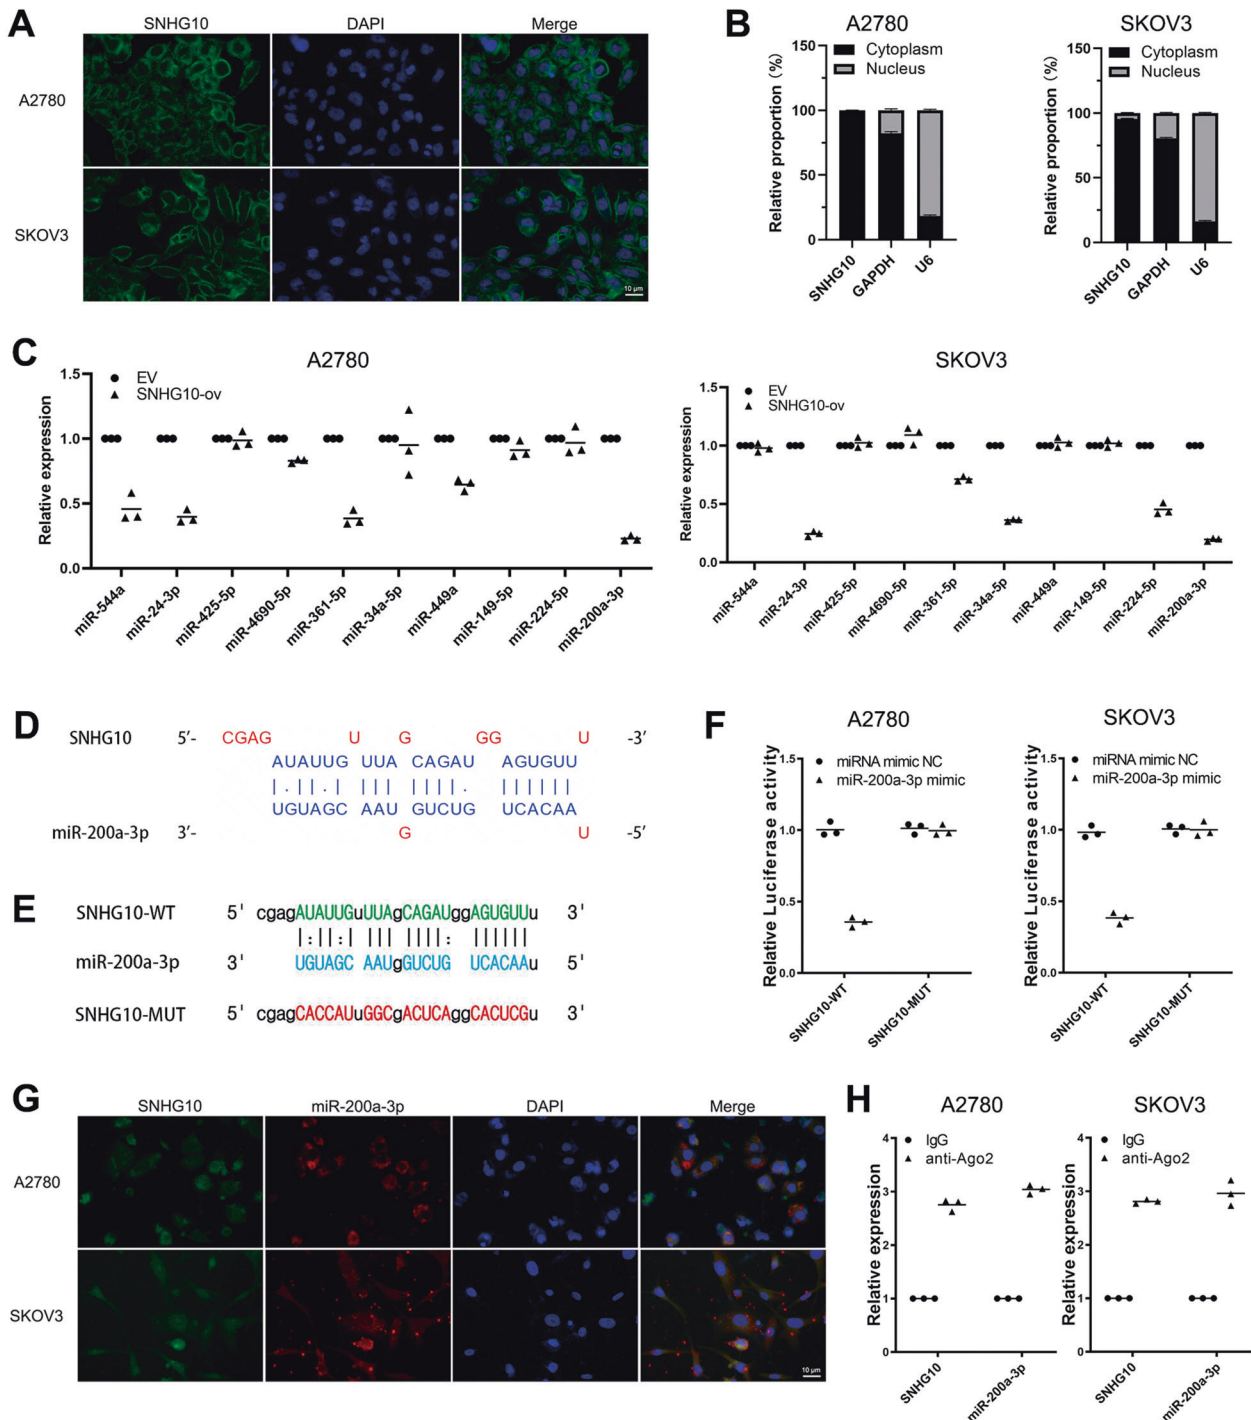 A
SNHG10 DAPI Merge
A2780
SKOV3
10 μm
B
A2780
Relative proportion (%)
150
100
50
0
Cytoplasm
Nucleus
SNHG10 GAPDH U6
SKOV3
Relative proportion (%)
150
100
50
0
Cytoplasm
Nucleus
SNHG10 GAPDH U6
C
A2780
Relative expression
1.5
1.0
0.5
0.0
EV
SNHG10-ov
miR-544a miR-24-3p miR-425-5p miR-4690-5p miR-361-5p miR-34a-5p miR-449a miR-149-5p miR-224-5p miR-200a-3p
SKOV3
Relative expression
1.5
1.0
0.5
0.0
EV
SNHG10-ov
miR-544a miR-24-3p miR-425-5p miR-4690-5p miR-361-5p miR-34a-5p miR-449a miR-149-5p miR-224-5p miR-200a-3p
D
SNHG10 5′- CGAG U G GG U -3′
AUAUUG UUA CAGAU AGUGUU
|.||.| ||| ||||. ||||||
UGUAGC AAU GUCUG UCACAA
miR-200a-3p 3′- G U -5′
E
SNHG10-WT 5' cgagAUAUUGuUUAgCAGAUggAGUGUUu 3'
|:||:| ||| ||||: ||||||
miR-200a-3p 3' UGUAGC AAUgGUCUG UCACAAu 5'
SNHG10-MUT 5' cgagCACCAUuGGCgACUCAggCACUCGu 3'
F
A2780
Relative Luciferase activity
1.5
1.0
0.5
0.0
miRNA mimic NC
miR-200a-3p mimic
SNHG10-WT SNHG10-MUT
SKOV3
Relative Luciferase activity
1.5
1.0
0.5
0.0
miRNA mimic NC
miR-200a-3p mimic
SNHG10-WT SNHG10-MUT
G
SNHG10 miR-200a-3p DAPI Merge
A2780
SKOV3
10 μm
H
A2780
Relative expression
4
3
2
1
0
IgG
anti-Ago2
SNHG10 miR-200a-3p
SKOV3
Relative expression
4
3
2
1
0
IgG
anti-Ago2
SNHG10 miR-200a-3p